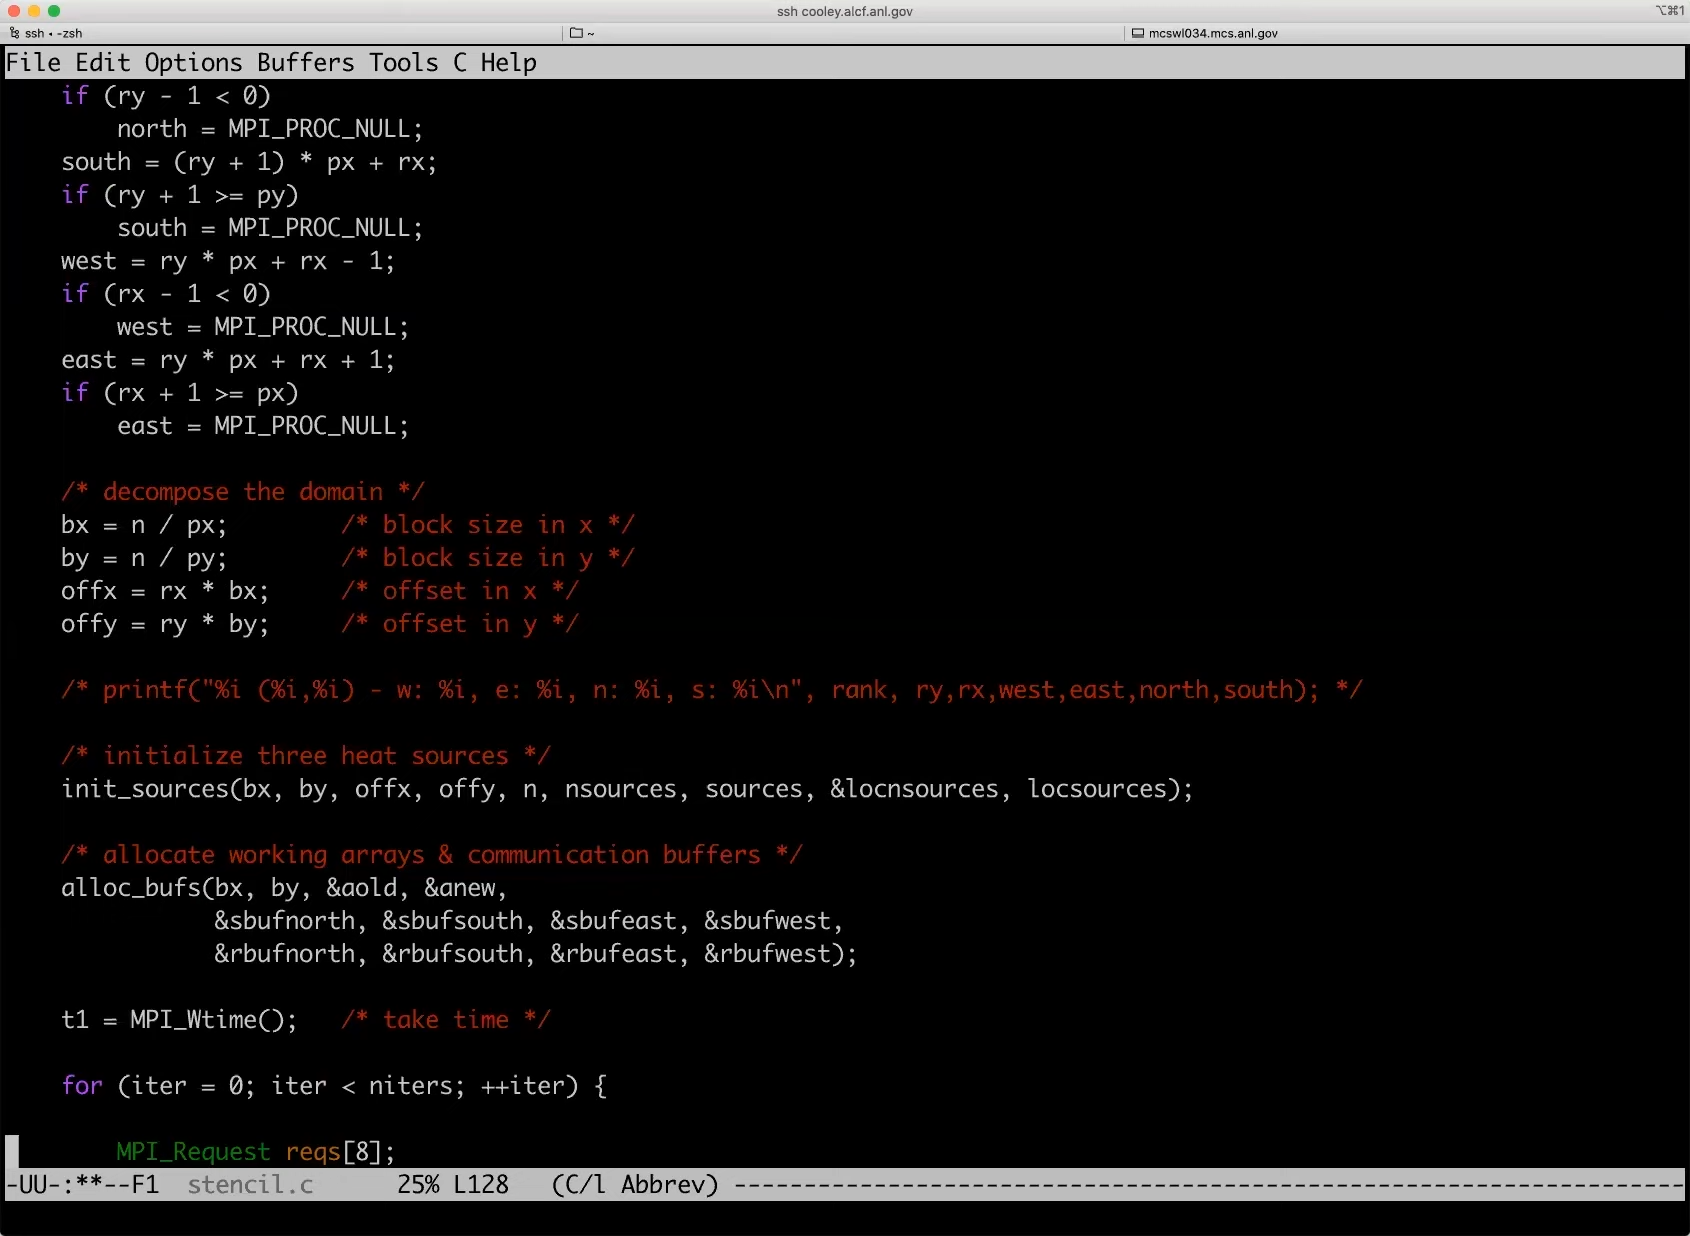 ssh cooley.alcf.anl.gov
⌥⌘1
ssh • -zsh
~
mcswl034.mcs.anl.gov
File Edit Options Buffers Tools C Help
    if (ry - 1 < 0)
        north = MPI_PROC_NULL;
    south = (ry + 1) * px + rx;
    if (ry + 1 >= py)
        south = MPI_PROC_NULL;
    west = ry * px + rx - 1;
    if (rx - 1 < 0)
        west = MPI_PROC_NULL;
    east = ry * px + rx + 1;
    if (rx + 1 >= px)
        east = MPI_PROC_NULL;
    /* decompose the domain */
    bx = n / px;        /* block size in x */
    by = n / py;        /* block size in y */
    offx = rx * bx;     /* offset in x */
    offy = ry * by;     /* offset in y */
    /* printf("%i (%i,%i) - w: %i, e: %i, n: %i, s: %i\n", rank, ry,rx,west,east,north,south); */
    /* initialize three heat sources */
    init_sources(bx, by, offx, offy, n, nsources, sources, &locnsources, locsources);
    /* allocate working arrays & communication buffers */
    alloc_bufs(bx, by, &aold, &anew,
               &sbufnorth, &sbufsouth, &sbufeast, &sbufwest,
               &rbufnorth, &rbufsouth, &rbufeast, &rbufwest);
    t1 = MPI_Wtime();   /* take time */
    for (iter = 0; iter < niters; ++iter) {
        MPI_Request reqs[8];
-UU-:**--F1  stencil.c      25% L128   (C/l Abbrev) --------------------------------------------------------------------